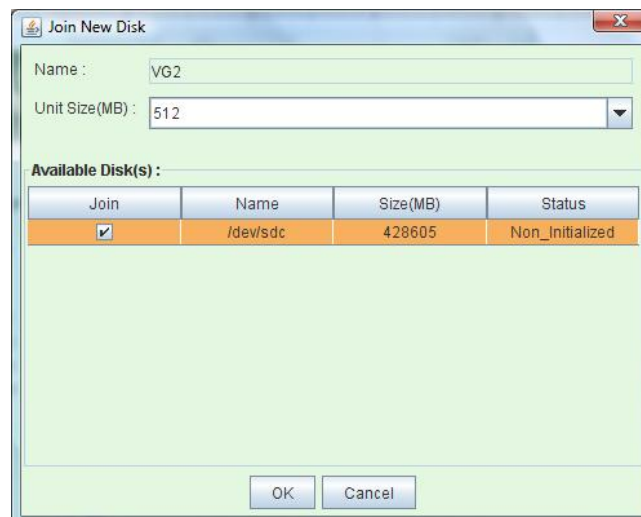 Join New Disk
Name : VG2
Unit Size(MB) : 512
Available Disk(s) :
Join Name Size(MB) Status
/dev/sdc 428605 Non_Initialized
OK Cancel